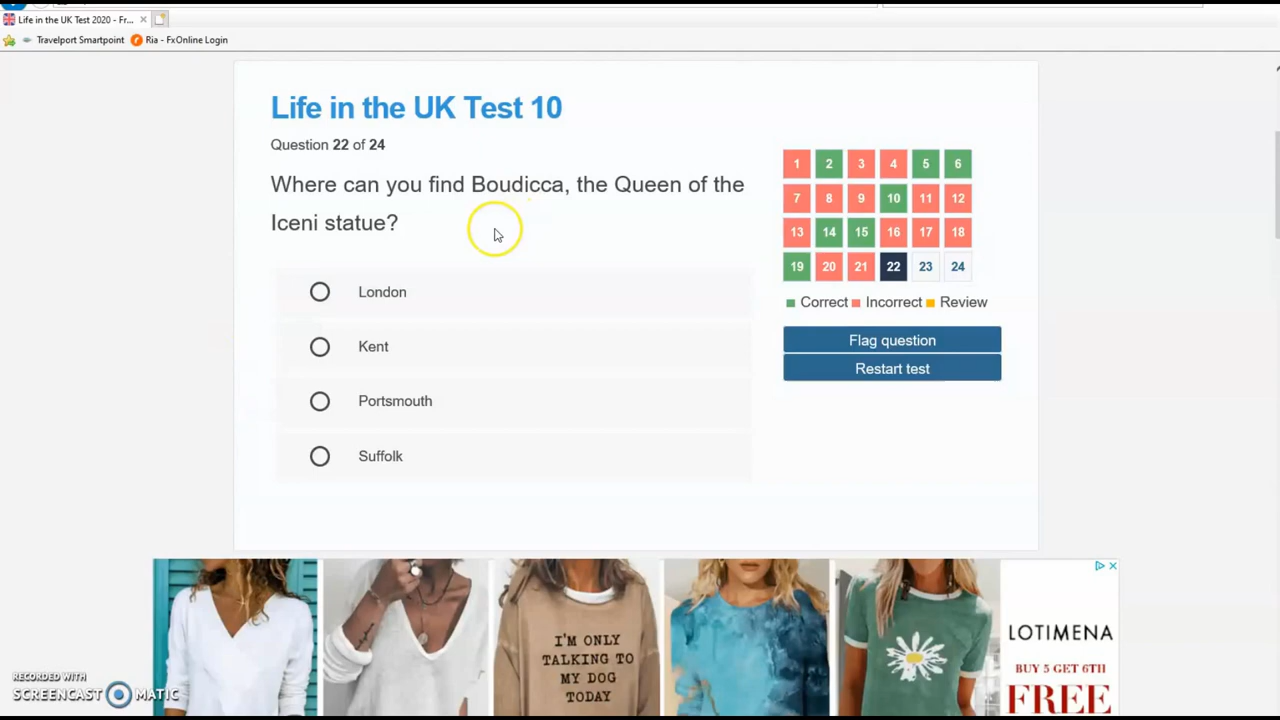 Life in the UK Test 2020 - Fr...
Travelport Smartpoint
Ria - FxOnline Login
Life in the UK Test 10
Question 22 of 24
Where can you find Boudicca, the Queen of the
Iceni statue?
London
Kent
Portsmouth
Suffolk
1 2 3 4 5 6
7 8 9 10 11 12
13 14 15 16 17 18
19 20 21 22 23 24
Correct Incorrect Review
Flag question
Restart test
I'M ONLY
TALKING TO
MY DOG
TODAY
LOTIMENA
BUY 5 GET 6TH
FREE
RECORDED WITH
SCREENCAST MATIC